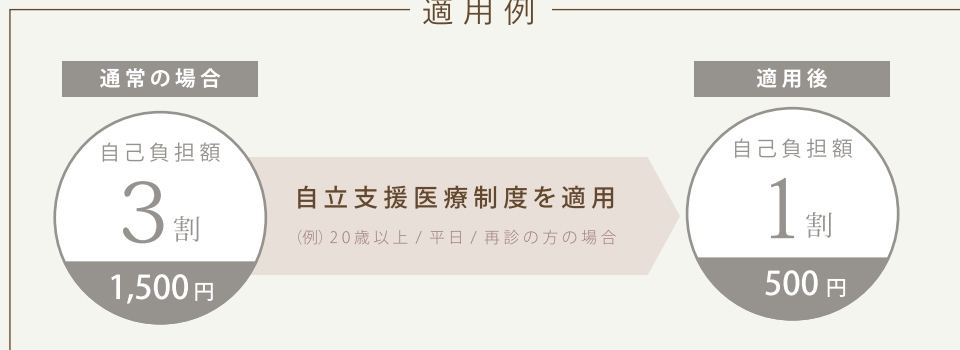 適用例
通常の場合
自己負担額
3割
1,500円
自立支援医療制度を適用
(例) 20歳以上 / 平日 / 再診の方の場合
適用後
自己負担額
1割
500円